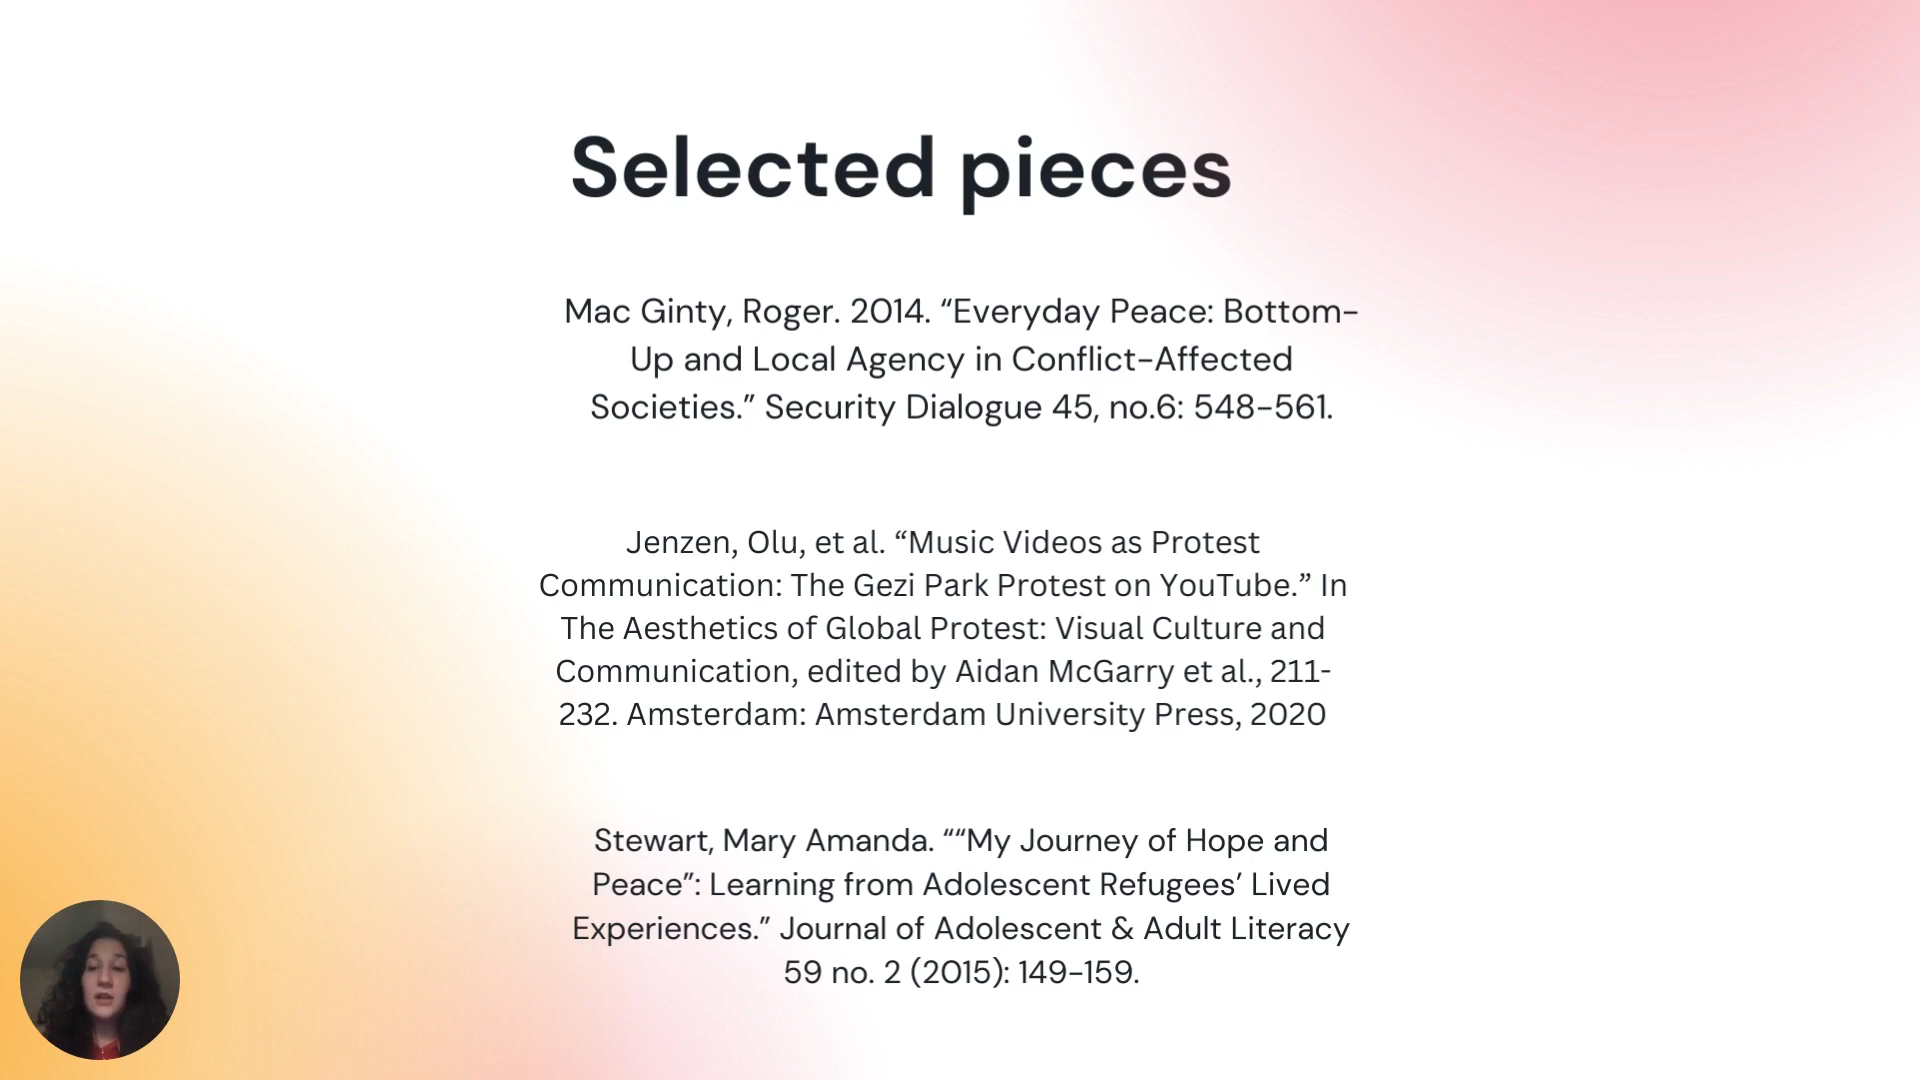 Selected pieces
Mac Ginty, Roger. 2014. “Everyday Peace: Bottom-
Up and Local Agency in Conflict-Affected
Societies.” Security Dialogue 45, no.6: 548-561.
Jenzen, Olu, et al. “Music Videos as Protest
Communication: The Gezi Park Protest on YouTube.” In
The Aesthetics of Global Protest: Visual Culture and
Communication, edited by Aidan McGarry et al., 211-
232. Amsterdam: Amsterdam University Press, 2020
Stewart, Mary Amanda. ““My Journey of Hope and
Peace”: Learning from Adolescent Refugees’ Lived
Experiences.” Journal of Adolescent & Adult Literacy
59 no. 2 (2015): 149-159.